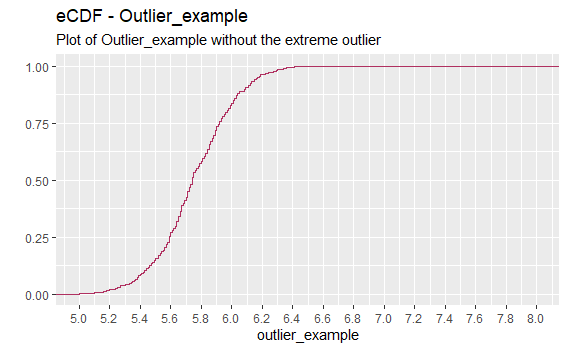 eCDF - Outlier_example
Plot of Outlier_example without the extreme outlier
1.00
0.75
0.50
0.25
0.00
5.0 5.2 5.4 5.6 5.8 6.0 6.2 6.4 6.6 6.8 7.0 7.2 7.4 7.6 7.8 8.0
outlier_example